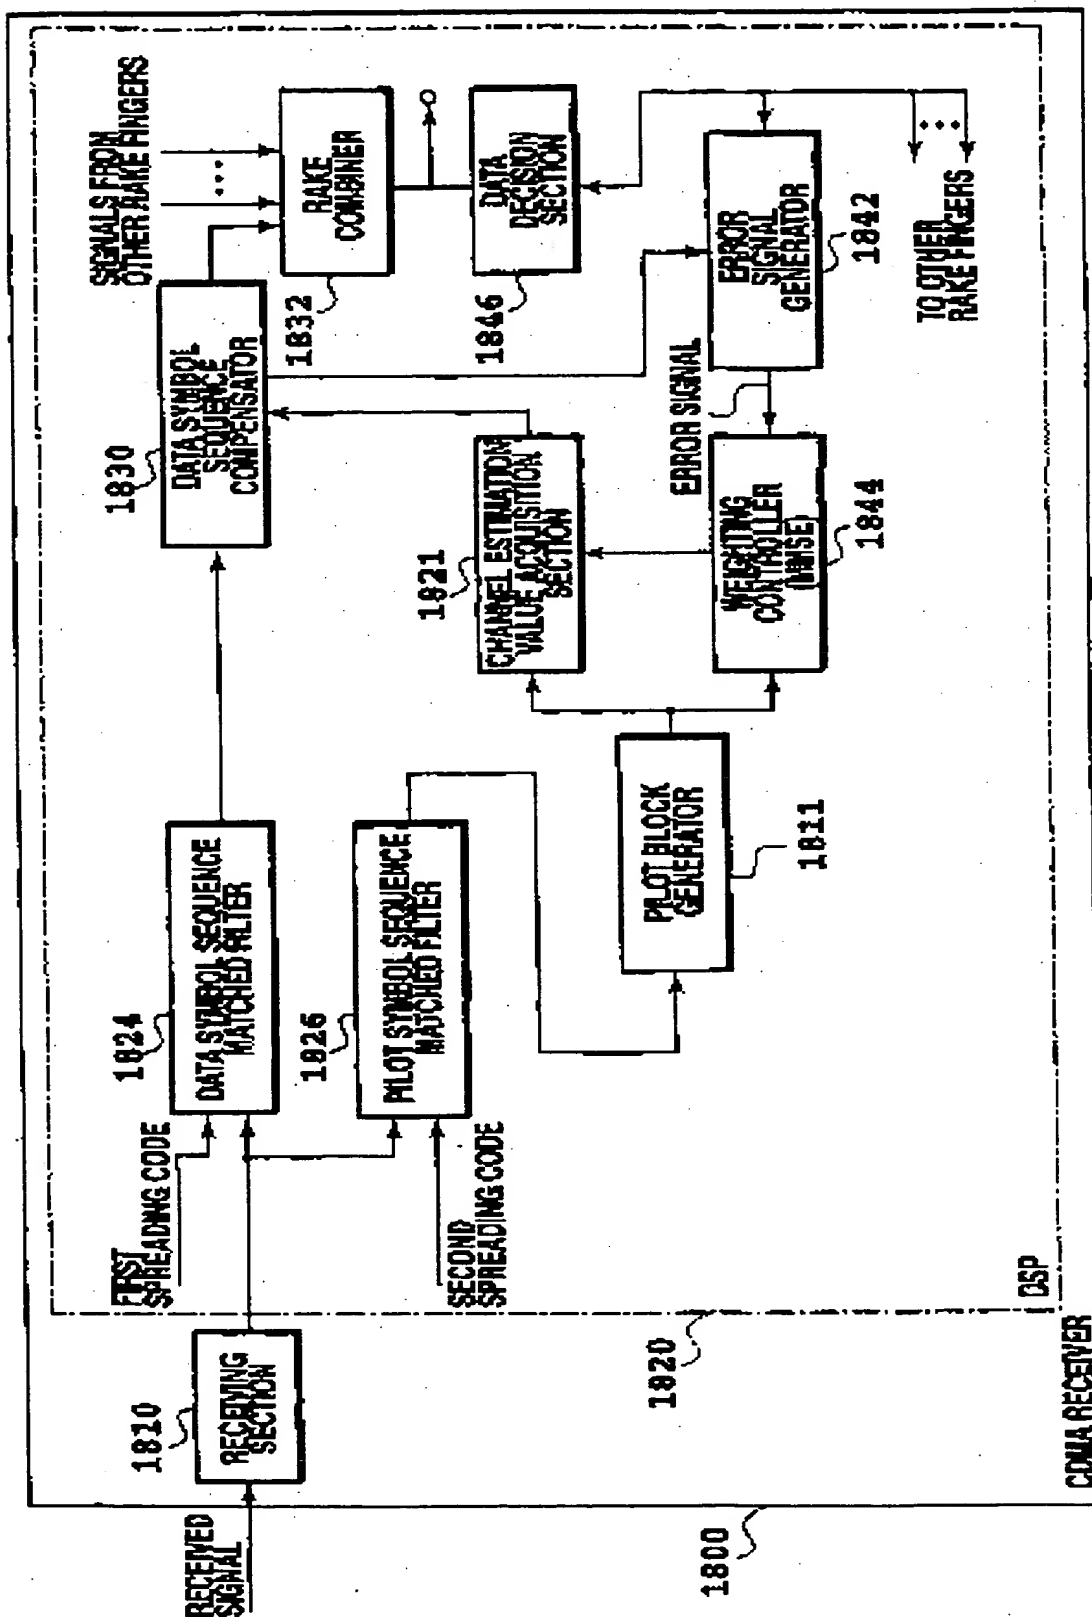 RECEIVED
SIGNAL
1810
RECEIVING
SECTION
1800
CDMA RECEIVER
1820
DSP
FIRST
SPREADING CODE
SECOND
SPREADING CODE
1824
DATA SYMBOL SEQUENCE
MATCHED FILTER
1826
PILOT SYMBOL SEQUENCE
MATCHED FILTER
PILOT BLOCK
GENERATOR
1811
1830
DATA SYMBOL
SEQUENCE
COMPENSATOR
1821
CHANNEL ESTIMATION
VALUE ACQUISITION
SECTION
WEIGHTING
CONTROLLER
(MMSE)
1844
ERROR SIGNAL
SIGNALS FROM
OTHER RAKE FINGERS
RAKE
COMBINER
1832
DATA
DECISION
SECTION
1846
ERROR
SIGNAL
GENERATOR
1842
TO OTHER
RAKE FINGERS